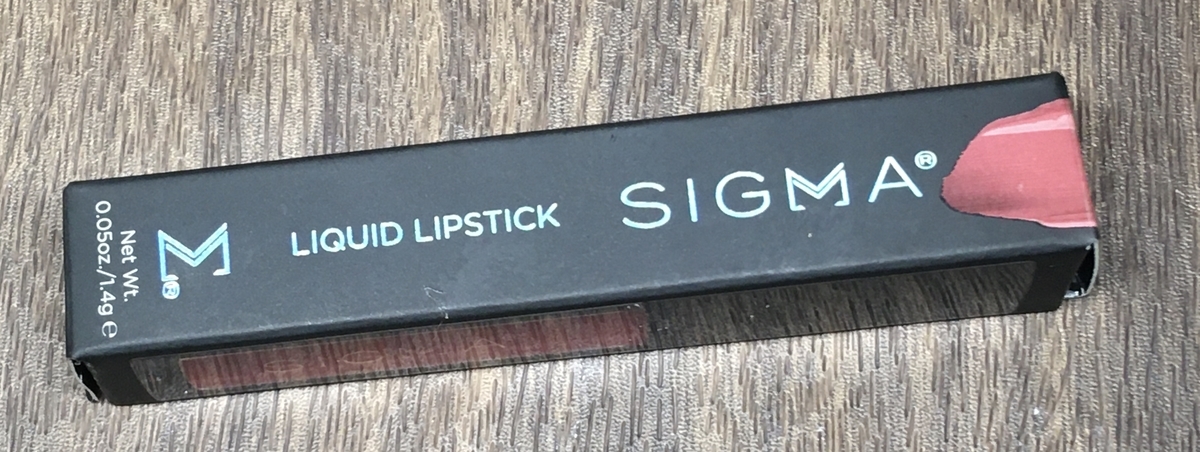 SIGMA®
LIQUID LIPSTICK
M®
Net Wt.
0.05oz./1.4g ℮